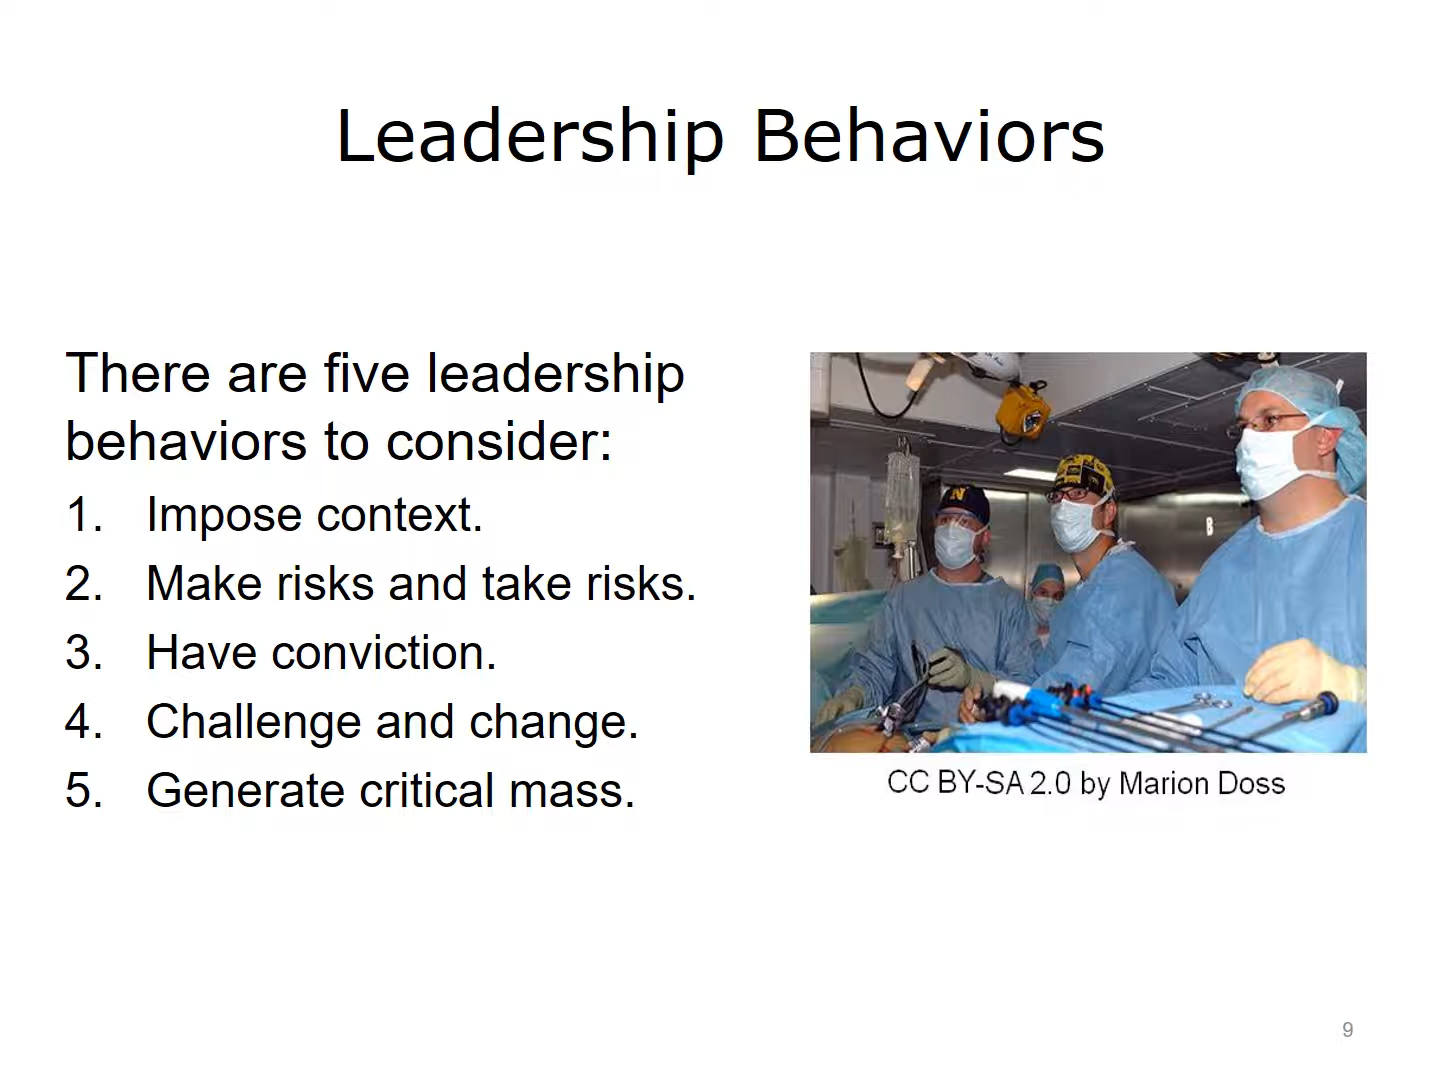 Leadership Behaviors
There are five leadership
behaviors to consider:
1. Impose context.
2. Make risks and take risks.
3. Have conviction.
4. Challenge and change.
5. Generate critical mass.
N
B
CC BY-SA 2.0 by Marion Doss
9